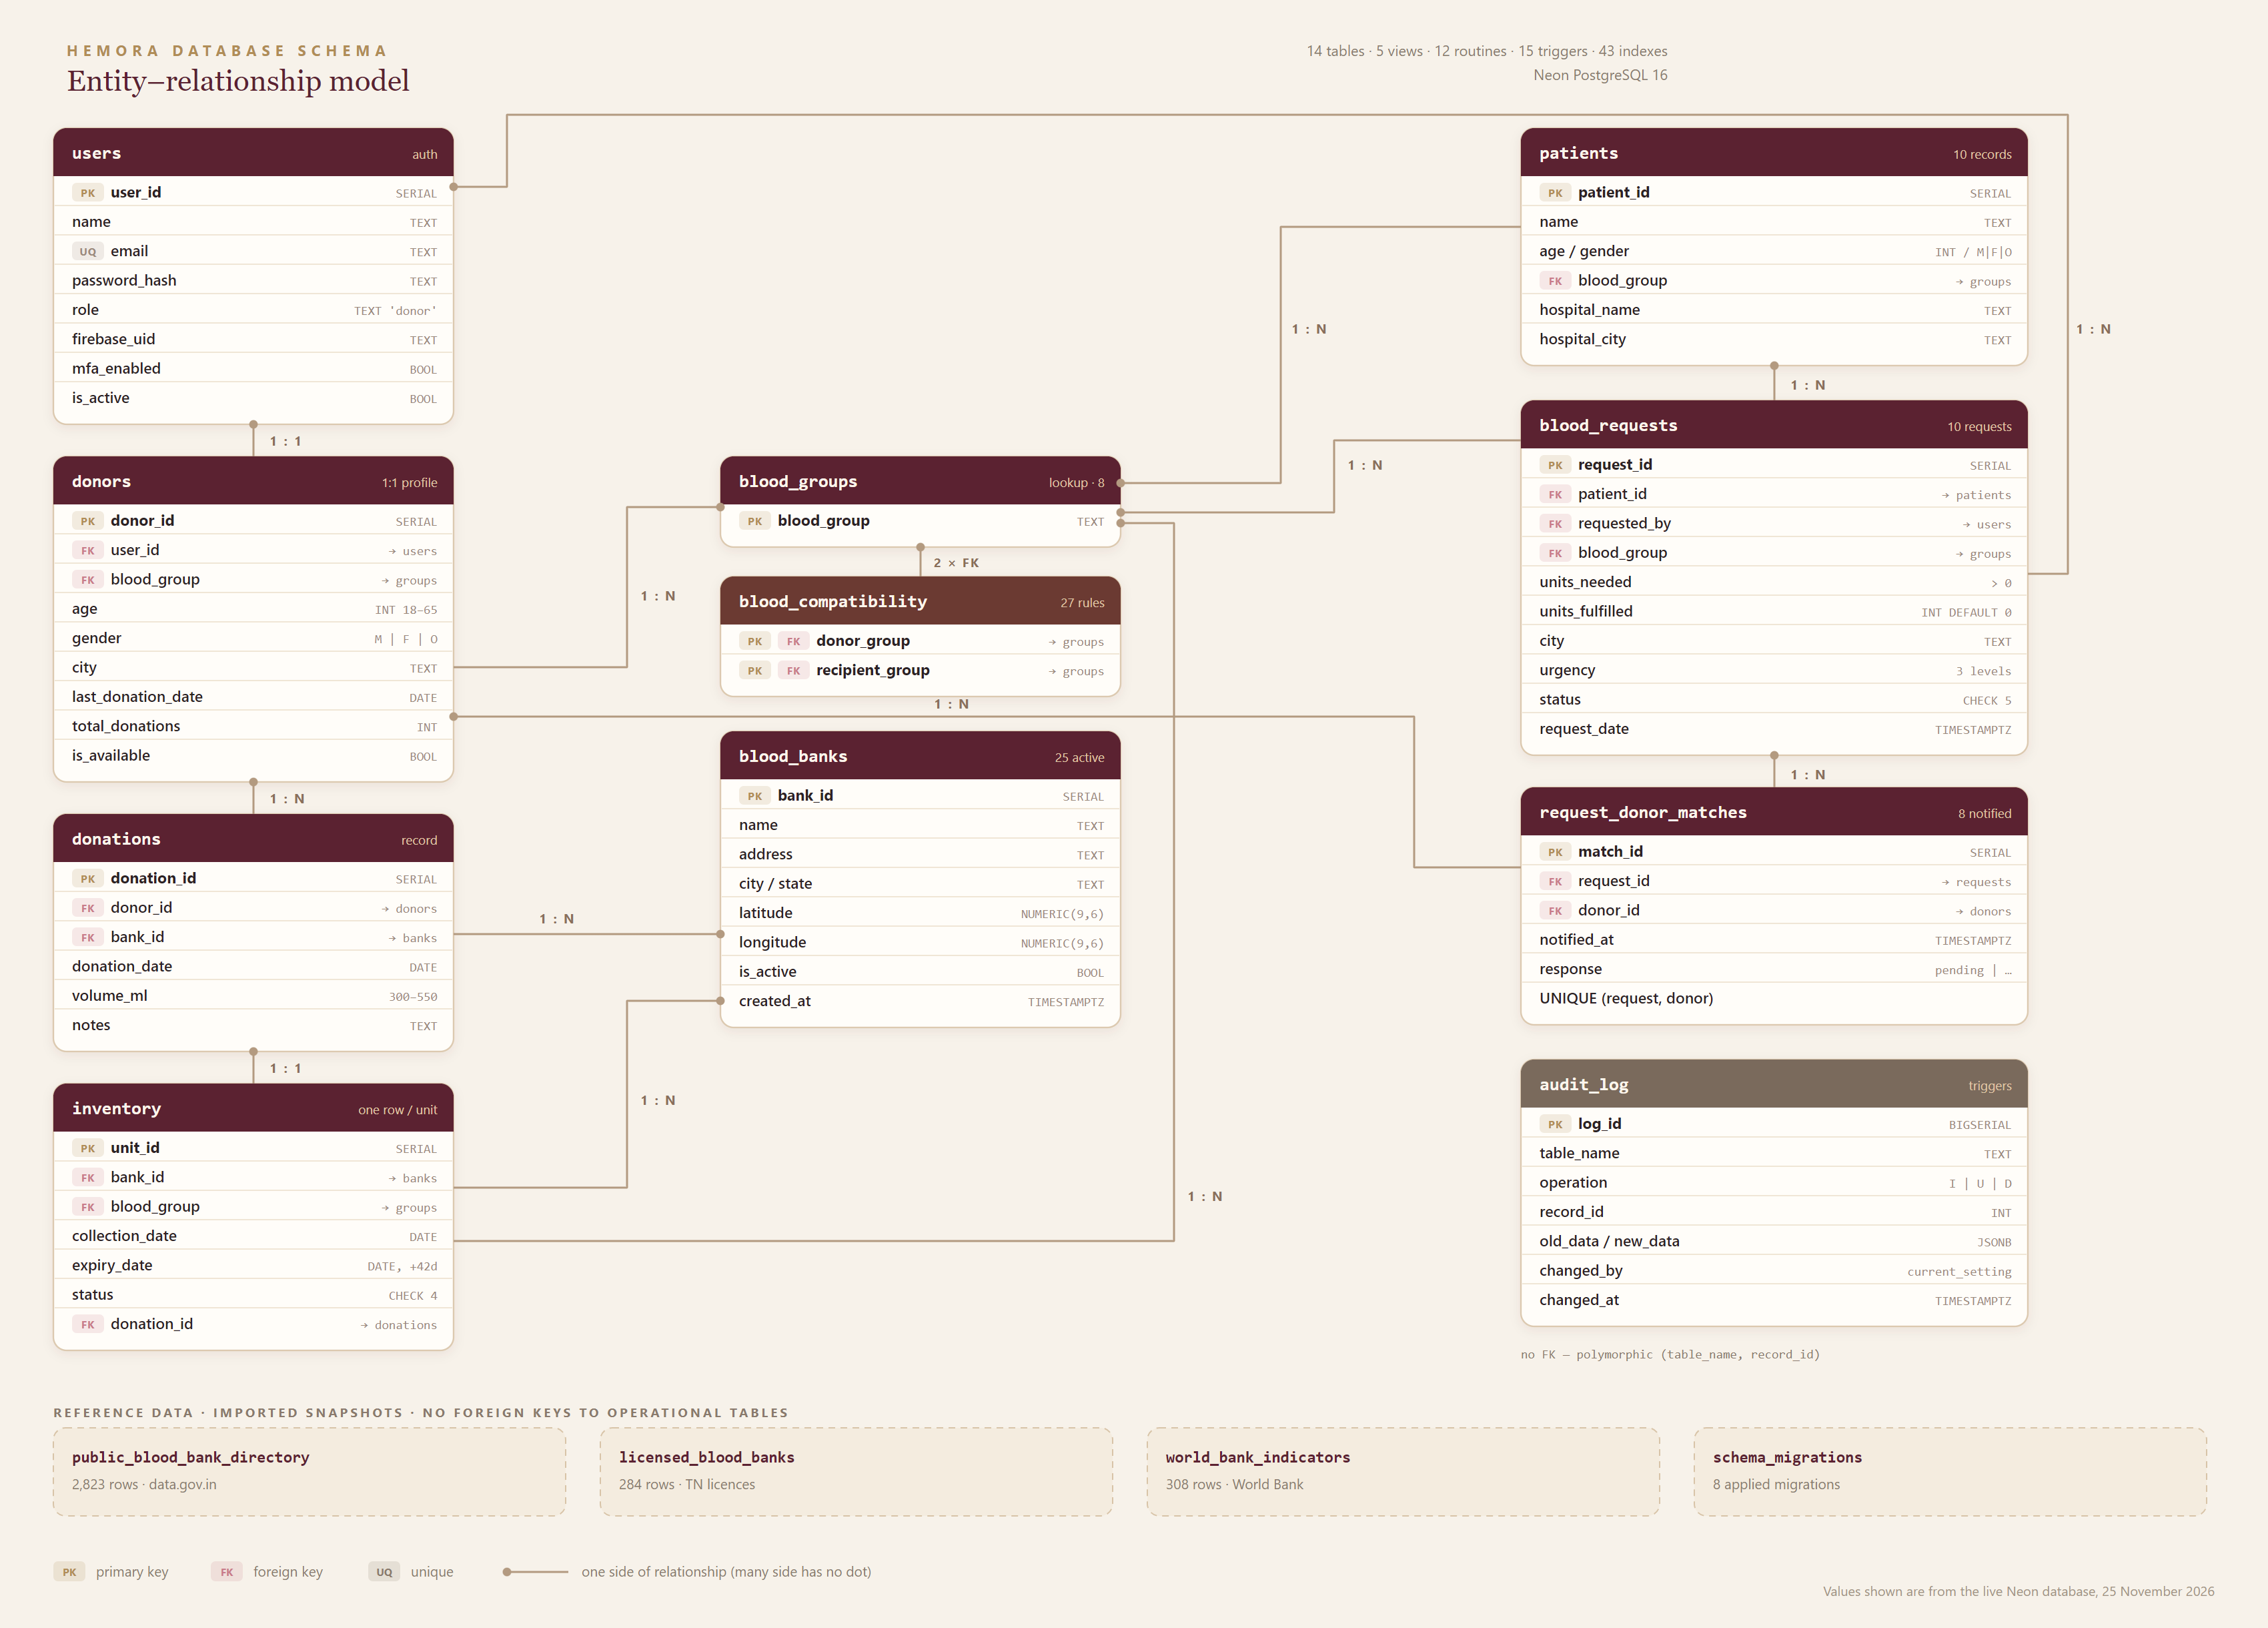 HEMORA DATABASE SCHEMA
Entity–relationship model
14 tables · 5 views · 12 routines · 15 triggers · 43 indexes
Neon PostgreSQL 16
users auth
PK user_id SERIAL
name TEXT
UQ email TEXT
password_hash TEXT
role TEXT 'donor'
firebase_uid TEXT
mfa_enabled BOOL
is_active BOOL
1 : 1
donors 1:1 profile
PK donor_id SERIAL
FK user_id → users
FK blood_group → groups
age INT 18–65
gender M | F | O
city TEXT
last_donation_date DATE
total_donations INT
is_available BOOL
1 : N
donations record
PK donation_id SERIAL
FK donor_id → donors
FK bank_id → banks
donation_date DATE
volume_ml 300–550
notes TEXT
1 : 1
inventory one row / unit
PK unit_id SERIAL
FK bank_id → banks
FK blood_group → groups
collection_date DATE
expiry_date DATE, +42d
status CHECK 4
FK donation_id → donations
1 : N
1 : N
1 : N
blood_groups lookup · 8
PK blood_group TEXT
2 × FK
blood_compatibility 27 rules
PK FK donor_group → groups
PK FK recipient_group → groups
1 : N
blood_banks 25 active
PK bank_id SERIAL
name TEXT
address TEXT
city / state TEXT
latitude NUMERIC(9,6)
longitude NUMERIC(9,6)
is_active BOOL
created_at TIMESTAMPTZ
1 : N
1 : N
1 : N
patients 10 records
PK patient_id SERIAL
name TEXT
age / gender INT / M|F|O
FK blood_group → groups
hospital_name TEXT
hospital_city TEXT
1 : N
1 : N
blood_requests 10 requests
PK request_id SERIAL
FK patient_id → patients
FK requested_by → users
FK blood_group → groups
units_needed > 0
units_fulfilled INT DEFAULT 0
city TEXT
urgency 3 levels
status CHECK 5
request_date TIMESTAMPTZ
1 : N
request_donor_matches 8 notified
PK match_id SERIAL
FK request_id → requests
FK donor_id → donors
notified_at TIMESTAMPTZ
response pending | …
UNIQUE (request, donor)
audit_log triggers
PK log_id BIGSERIAL
table_name TEXT
operation I | U | D
record_id INT
old_data / new_data JSONB
changed_by current_setting
changed_at TIMESTAMPTZ
no FK — polymorphic (table_name, record_id)
REFERENCE DATA · IMPORTED SNAPSHOTS · NO FOREIGN KEYS TO OPERATIONAL TABLES
public_blood_bank_directory
2,823 rows · data.gov.in
licensed_blood_banks
284 rows · TN licences
world_bank_indicators
308 rows · World Bank
schema_migrations
8 applied migrations
PK primary key FK foreign key UQ unique one side of relationship (many side has no dot)
Values shown are from the live Neon database, 25 November 2026